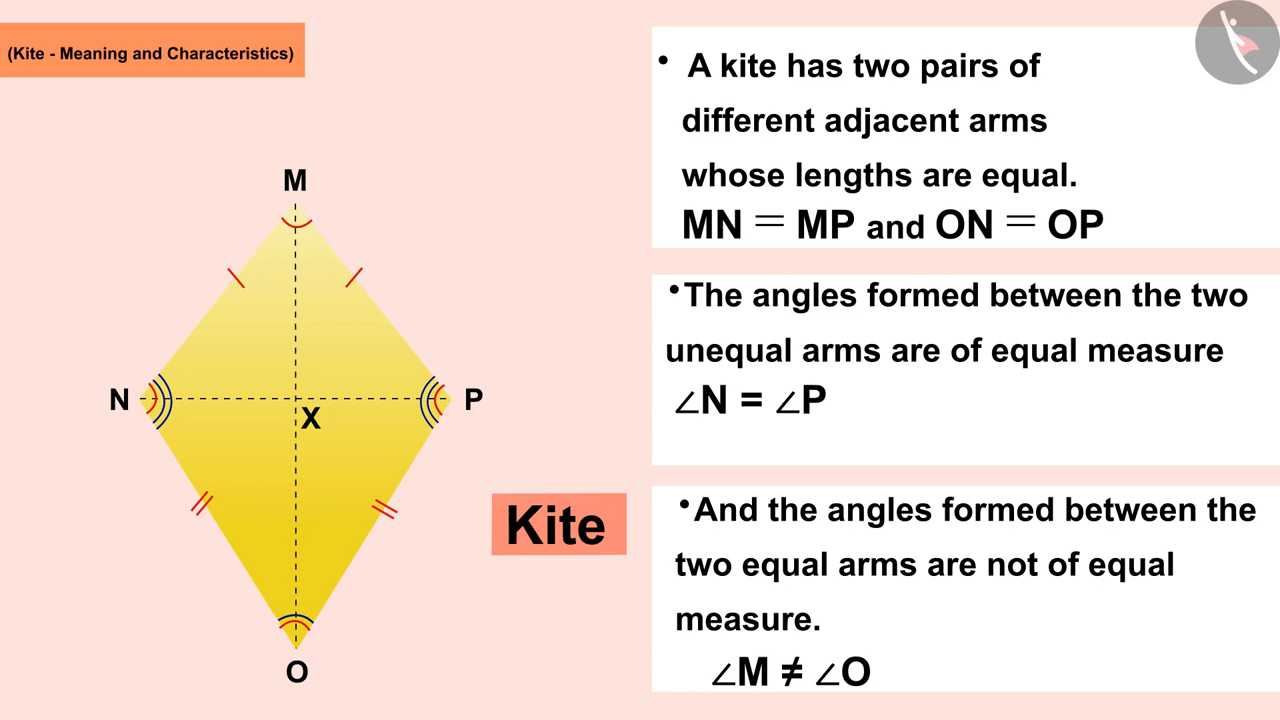 (Kite - Meaning and Characteristics)
• A kite has two pairs of
different adjacent arms
whose lengths are equal.
MN = MP and ON = OP
•The angles formed between the two
unequal arms are of equal measure
∠N = ∠P
•And the angles formed between the
two equal arms are not of equal
measure.
∠M ≠ ∠O
M
N
P
X
O
Kite